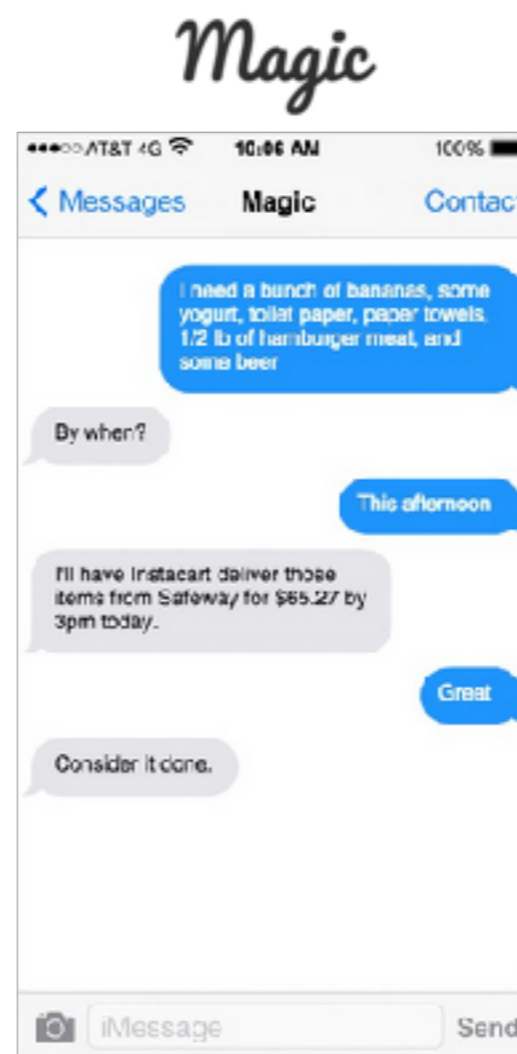 Magic
AT&T 4G 10:06 AM 100%
Messages Magic Contact
I need a bunch of bananas, some
yogurt, toilet paper, paper towels,
1/2 lb of hamburger meat, and
some beer
By when?
This afternoon
I'll have Instacart deliver those
items from Safeway for $65.27 by
3pm today.
Great
Consider it done.
iMessage Send